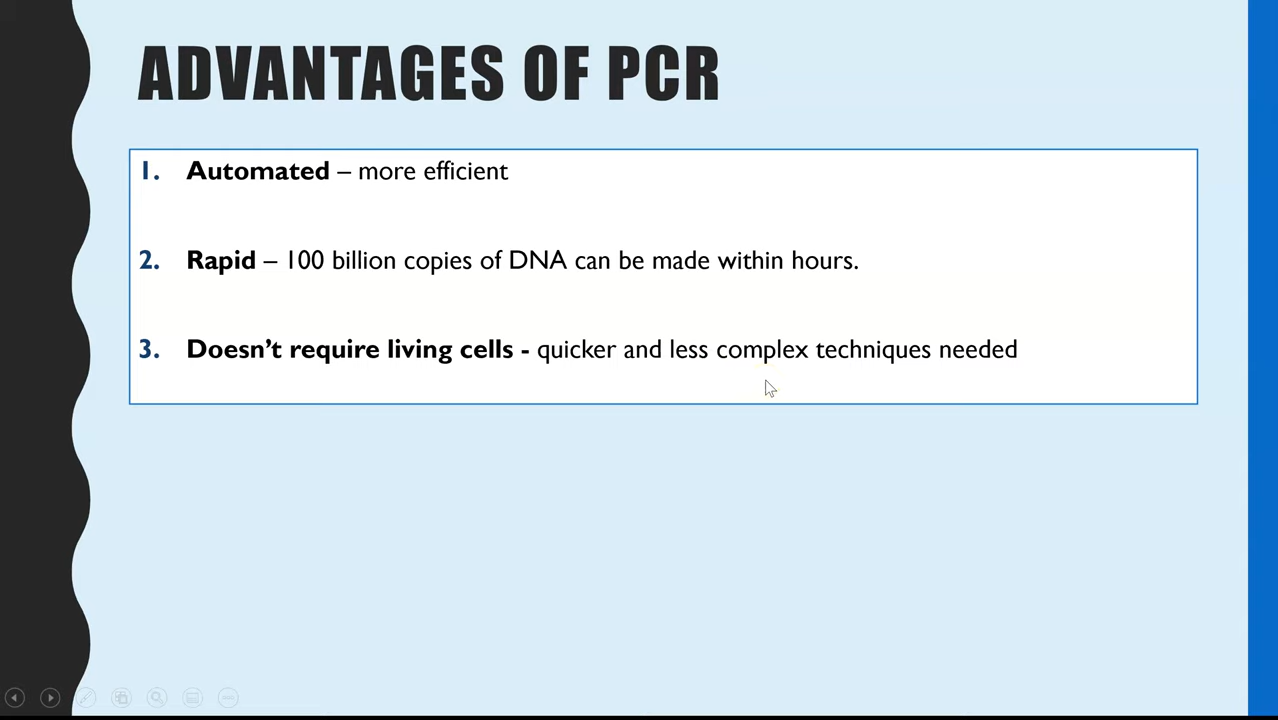 ADVANTAGES OF PCR
1. Automated – more efficient
2. Rapid – 100 billion copies of DNA can be made within hours.
3. Doesn’t require living cells - quicker and less complex techniques needed